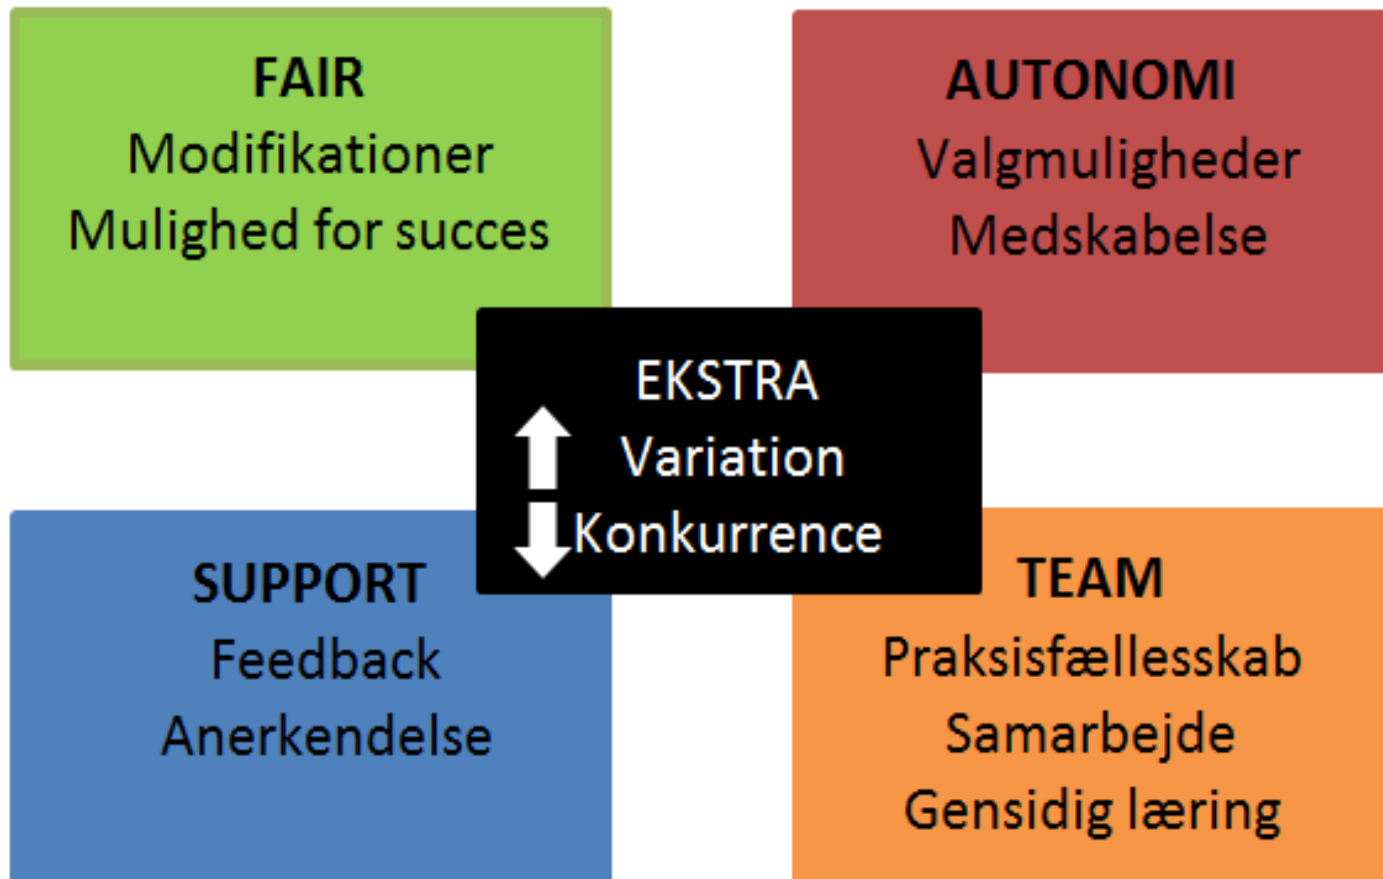 FAIR
Modifikationer
Mulighed for succes
AUTONOMI
Valgmuligheder
Medskabelse
EKSTRA
Variation
Konkurrence
SUPPORT
Feedback
Anerkendelse
TEAM
Praksisfællesskab
Samarbejde
Gensidig læring